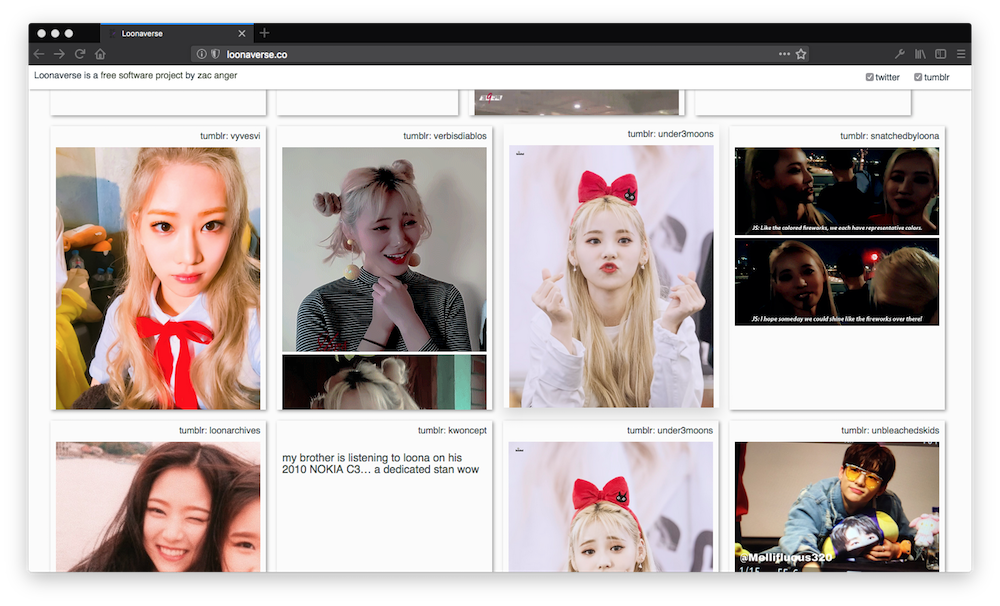 Loonaverse
loonaverse.co
Loonaverse is a free software project by zac anger
twitter
tumblr
tumblr: vyvesvi
tumblr: verbisdiablos
tumblr: under3moons
tumblr: snatchedbyloona
JS: Like the colored fireworks, we each have representative colors.
JS: I hope someday we could shine like the fireworks over there!
tumblr: loonarchives
tumblr: kwoncept
tumblr: under3moons
tumblr: unbleachedskids
my brother is listening to loona on his
2010 NOKIA C3... a dedicated stan wow
@Mellifluous320